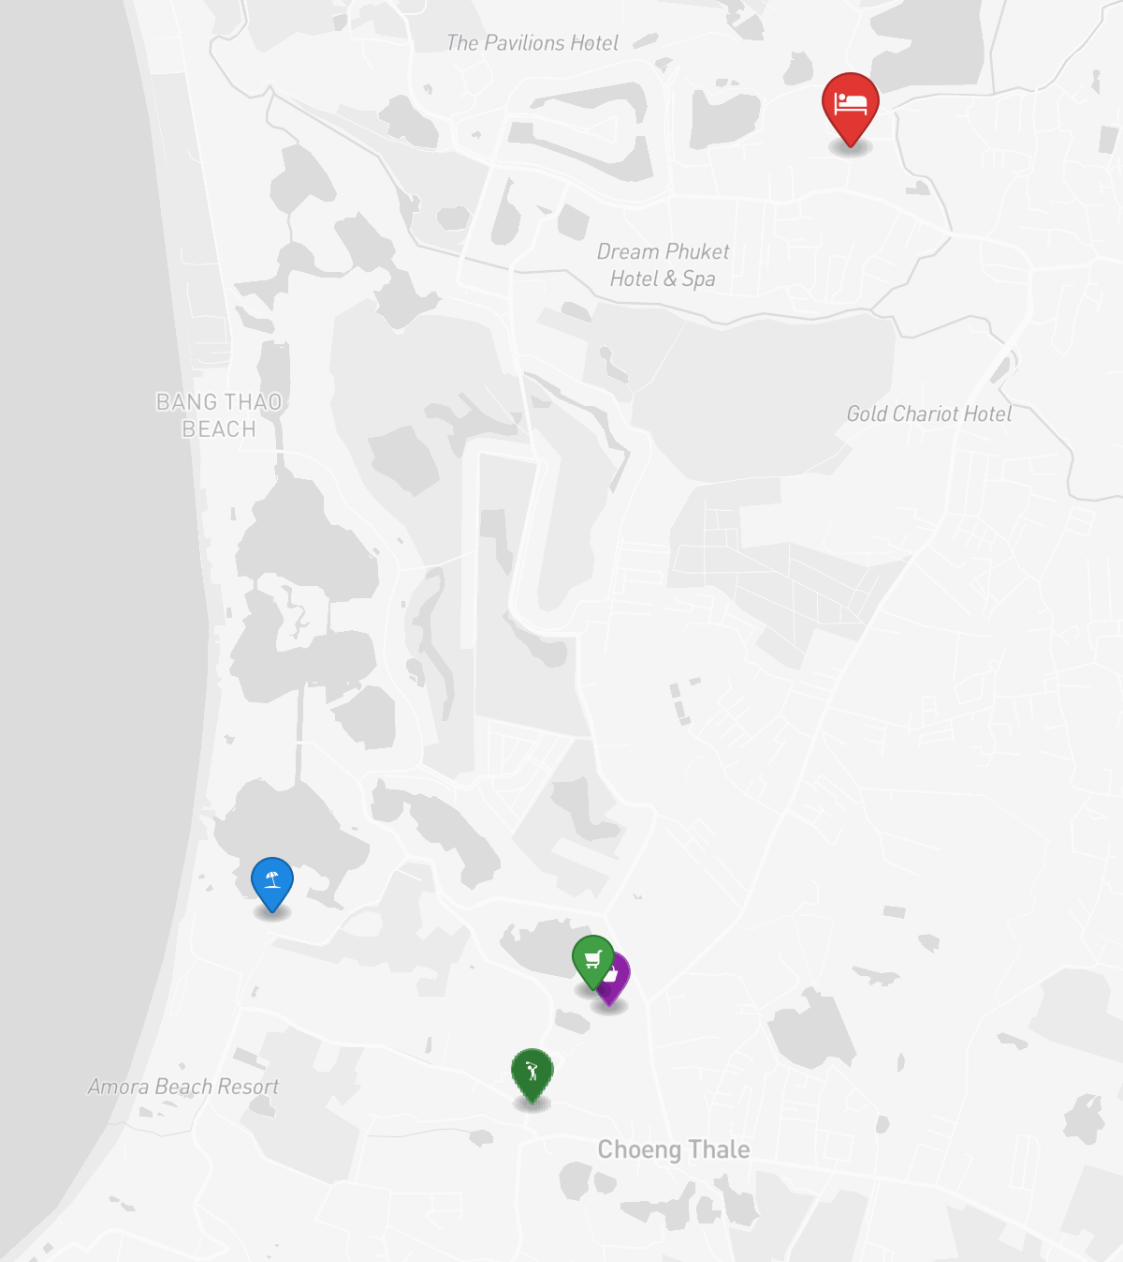 The Pavilions Hotel
Dream Phuket
Hotel & Spa
BANG THAO
BEACH
Gold Chariot Hotel
Amora Beach Resort
Choeng Thale